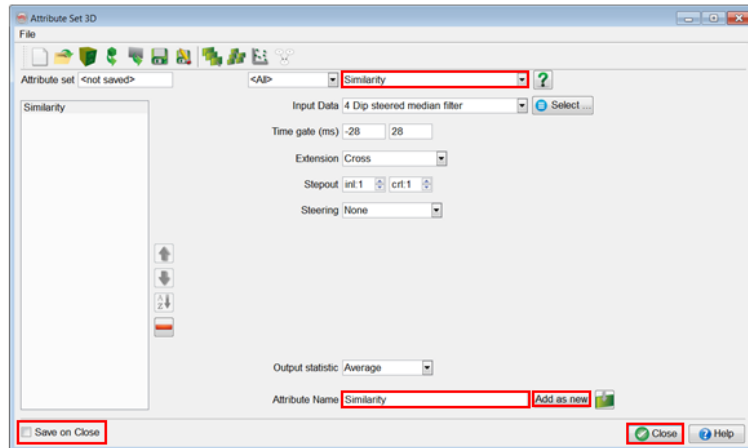 Attribute Set 3D
File
Attribute set <not saved> <All> Similarity ?
Similarity
Input Data 4 Dip steered median filter Select ...
Time gate (ms) -28 28
Extension Cross
Stepout inl:1 crl:1
Steering None
A
Z
Output statistic Average
Attribute Name Similarity Add as new
Save on Close Close ? Help